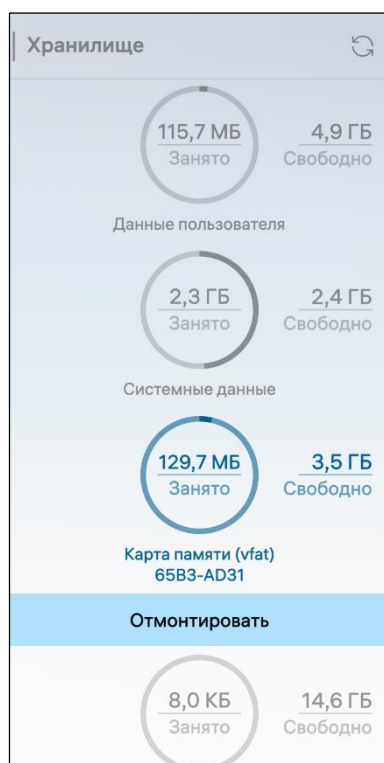 Хранилище
115,7 МБ 4,9 ГБ
Занято Свободно
Данные пользователя
2,3 ГБ 2,4 ГБ
Занято Свободно
Системные данные
129,7 МБ 3,5 ГБ
Занято Свободно
Карта памяти (vfat)
65B3-AD31
Отмонтировать
8,0 КБ 14,6 ГБ
Занято Свободно